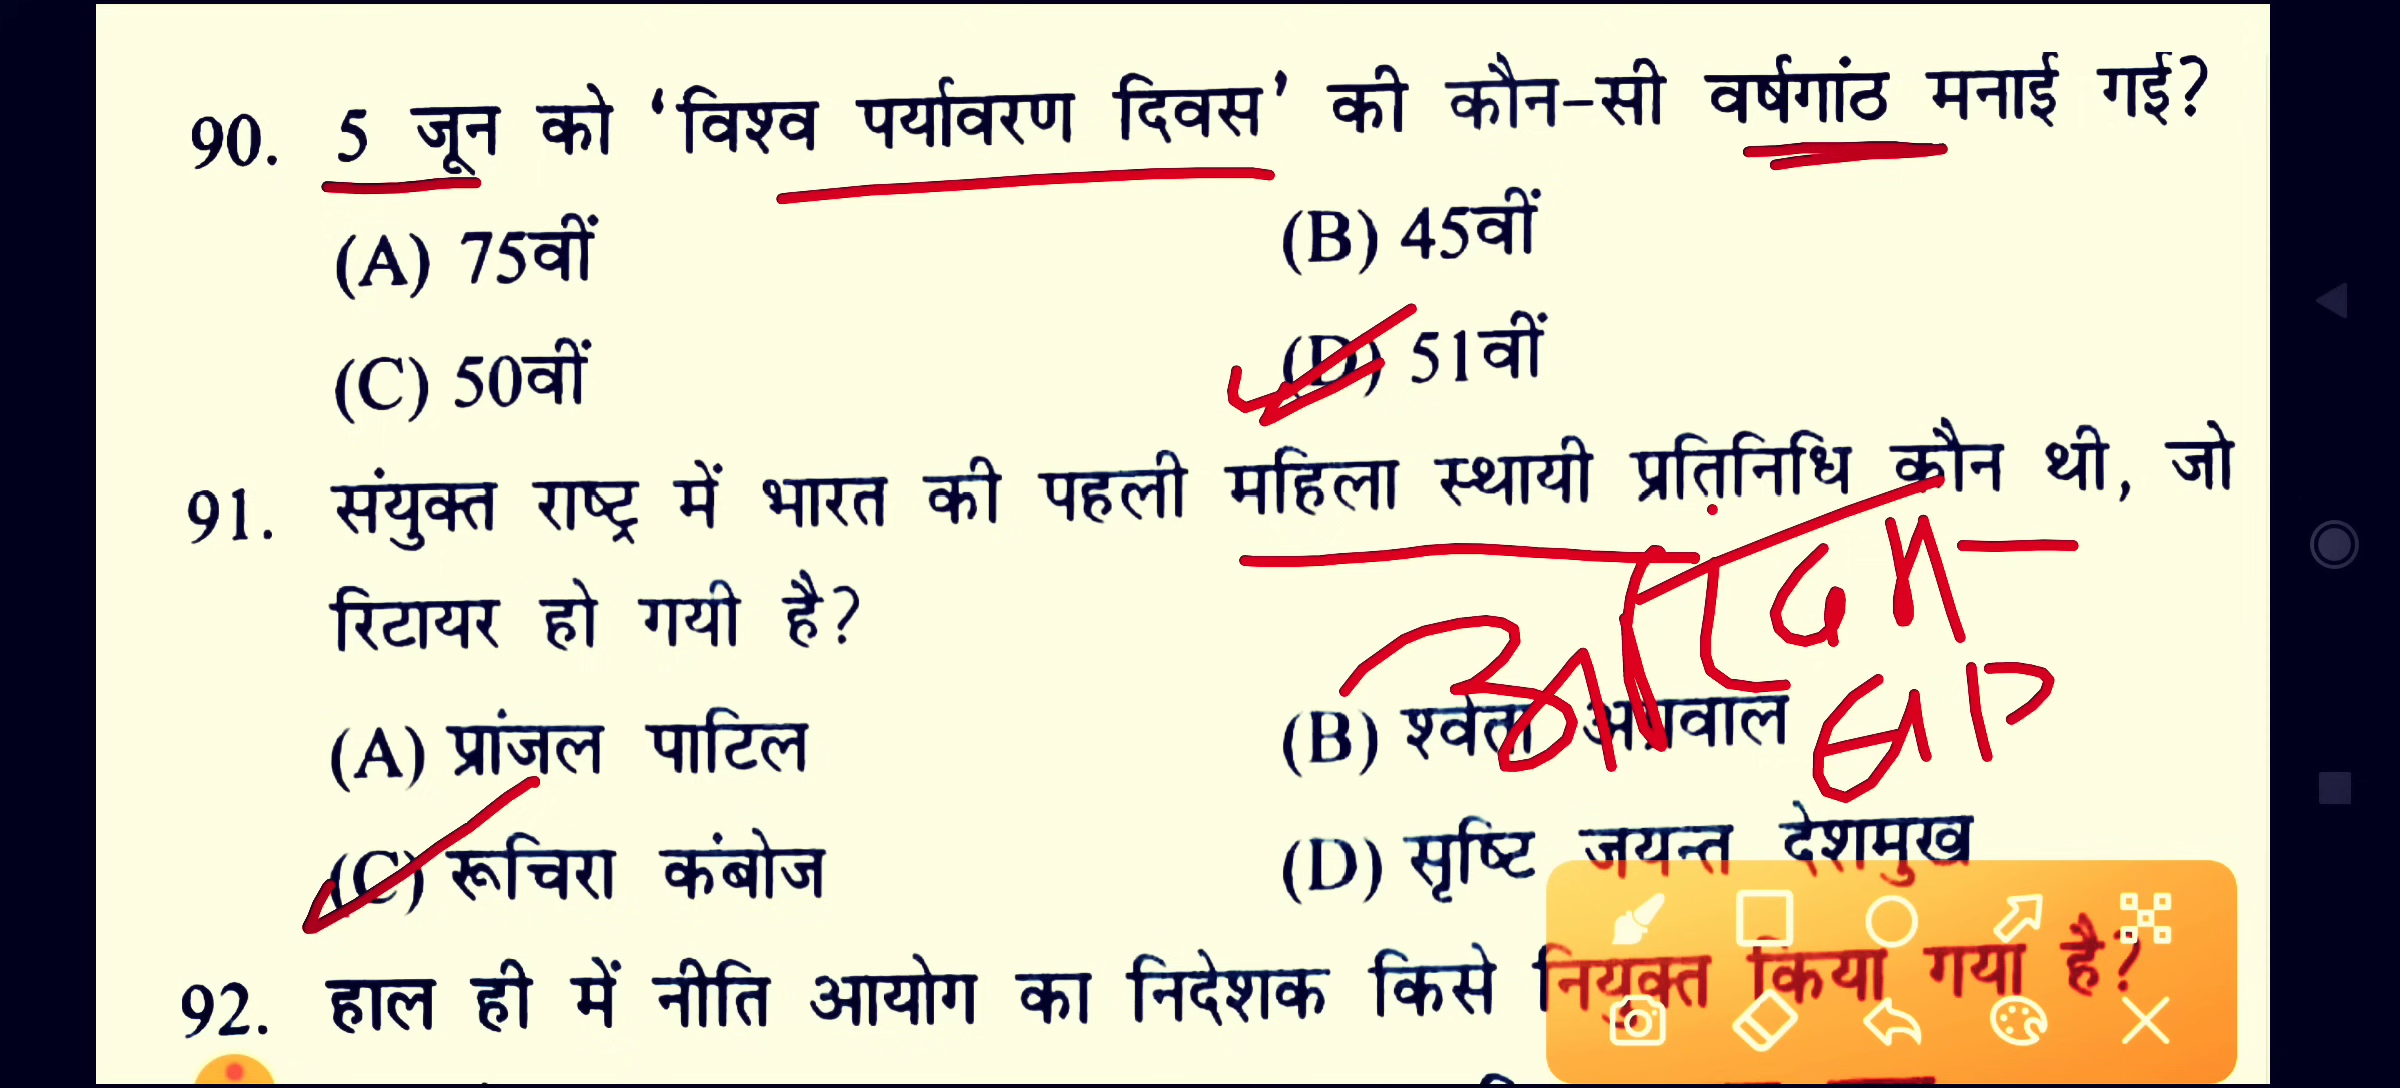 90. 5 जून को ‘विश्व पर्यावरण दिवस’ की कौन-सी वर्षगांठ मनाई गई?
(A) 75वीं (B) 45वीं
(C) 50वीं (D) 51वीं
91. संयुक्त राष्ट्र में भारत की पहली महिला स्थायी प्रतिनिधि कौन थी, जो
रिटायर हो गयी है?
(A) प्रांजल पाटिल (B) श्वेता अग्रवाल
(C) रूचिरा कंबोज (D) सृष्टि जयन्त देशमुख
92. हाल ही में नीति आयोग का निदेशक किसे नियुक्त किया गया है?